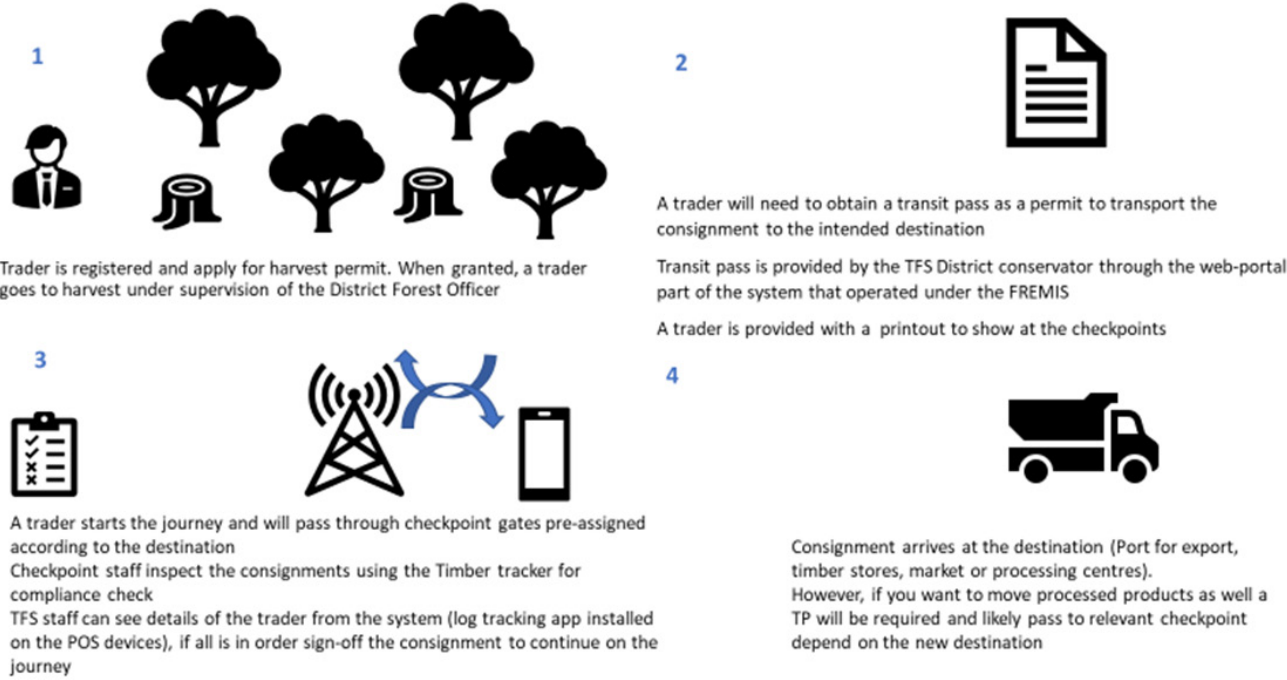 1
Trader is registered and apply for harvest permit. When granted, a trader
goes to harvest under supervision of the District Forest Officer
2
A trader will need to obtain a transit pass as a permit to transport the
consignment to the intended destination
Transit pass is provided by the TFS District conservator through the web-portal
part of the system that operated under the FREMIS
A trader is provided with a printout to show at the checkpoints
3
A trader starts the journey and will pass through checkpoint gates pre-assigned
according to the destination
Checkpoint staff inspect the consignments using the Timber tracker for
compliance check
TFS staff can see details of the trader from the system (log tracking app installed
on the POS devices), if all is in order sign-off the consignment to continue on the
journey
4
Consignment arrives at the destination (Port for export,
timber stores, market or processing centres).
However, if you want to move processed products as well a
TP will be required and likely pass to relevant checkpoint
depend on the new destination